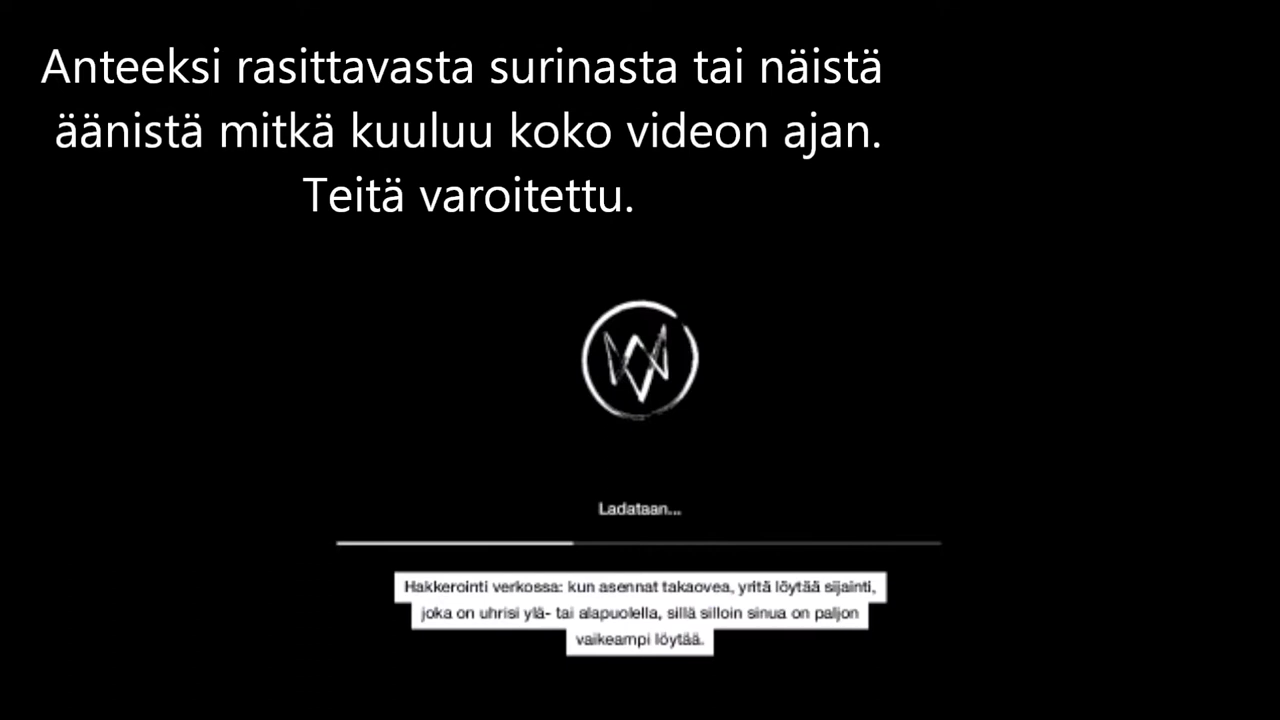 Anteeksi rasittavasta surinasta tai näistä
äänistä mitkä kuuluu koko videon ajan.
Teitä varoitettu.
Ladataan...
Hakkerointi verkossa: kun asennat takaovea, yritä löytää sijainti,
joka on uhrisi ylä- tai alapuolella, sillä silloin sinua on paljon
vaikeampi löytää.